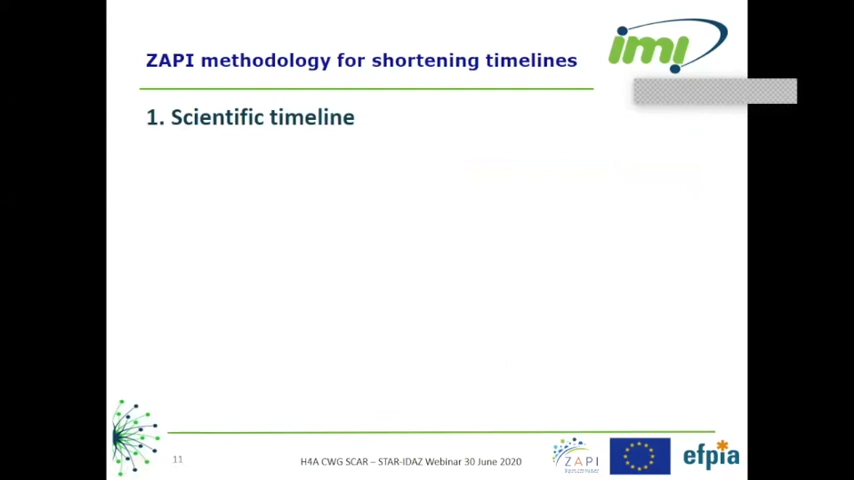 ZAPI methodology for shortening timelines
imi
1. Scientific timeline
11
H4A CWG SCAR – STAR-IDAZ Webinar 30 June 2020
ZAPI
efpia